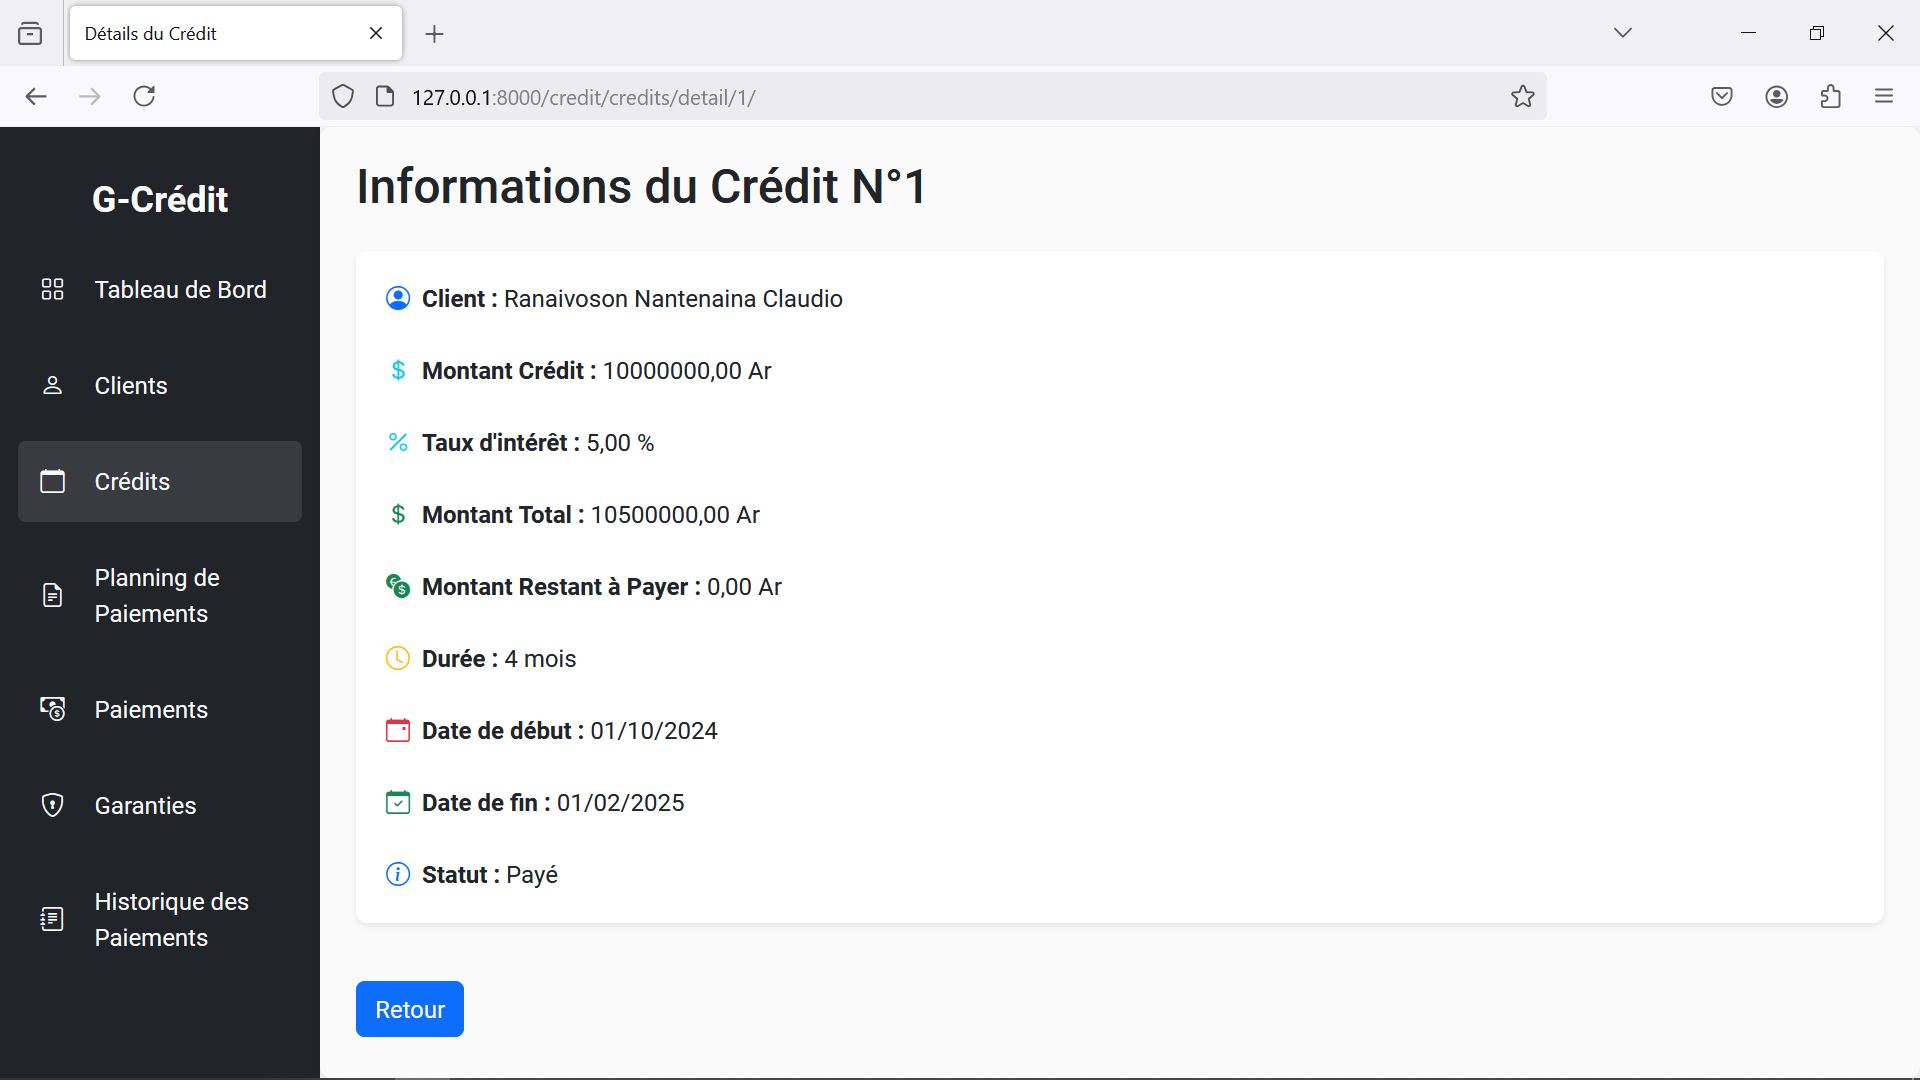 Détails du Crédit
127.0.0.1:8000/credit/credits/detail/1/
G-Crédit
Tableau de Bord
Clients
Crédits
Planning de
Paiements
Paiements
Garanties
Historique des
Paiements
Informations du Crédit N°1
Client : Ranaivoson Nantenaina Claudio
Montant Crédit : 10000000,00 Ar
Taux d'intérêt : 5,00 %
Montant Total : 10500000,00 Ar
Montant Restant à Payer : 0,00 Ar
Durée : 4 mois
Date de début : 01/10/2024
Date de fin : 01/02/2025
Statut : Payé
Retour